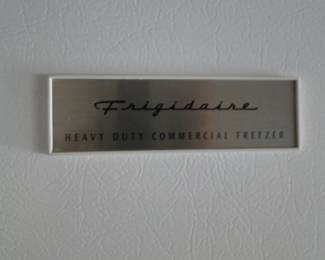 Frigidaire
HEAVY DUTY COMMERCIAL FREEZER